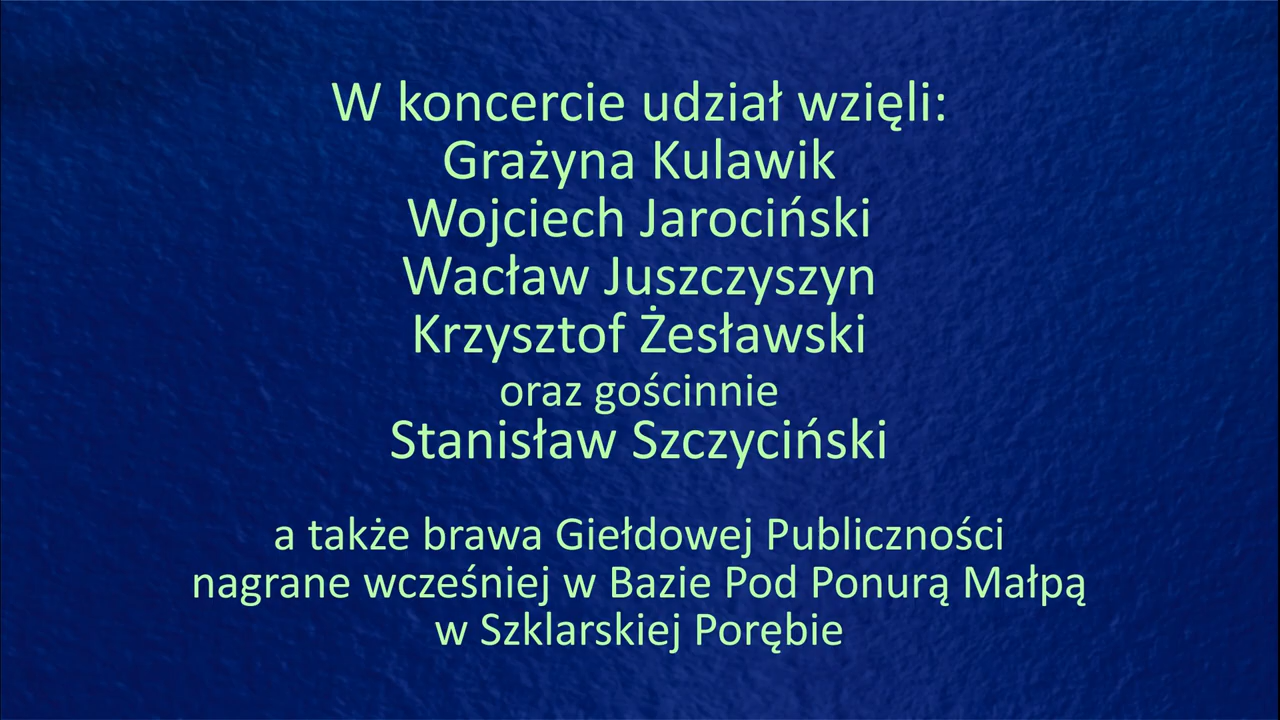 W koncercie udział wzięli:
Grażyna Kulawik
Wojciech Jarociński
Wacław Juszczyszyn
Krzysztof Żesławski
oraz gościnnie
Stanisław Szczyciński
a także brawa Giełdowej Publiczności
nagrane wcześniej w Bazie Pod Ponurą Małpą
w Szklarskiej Porębie